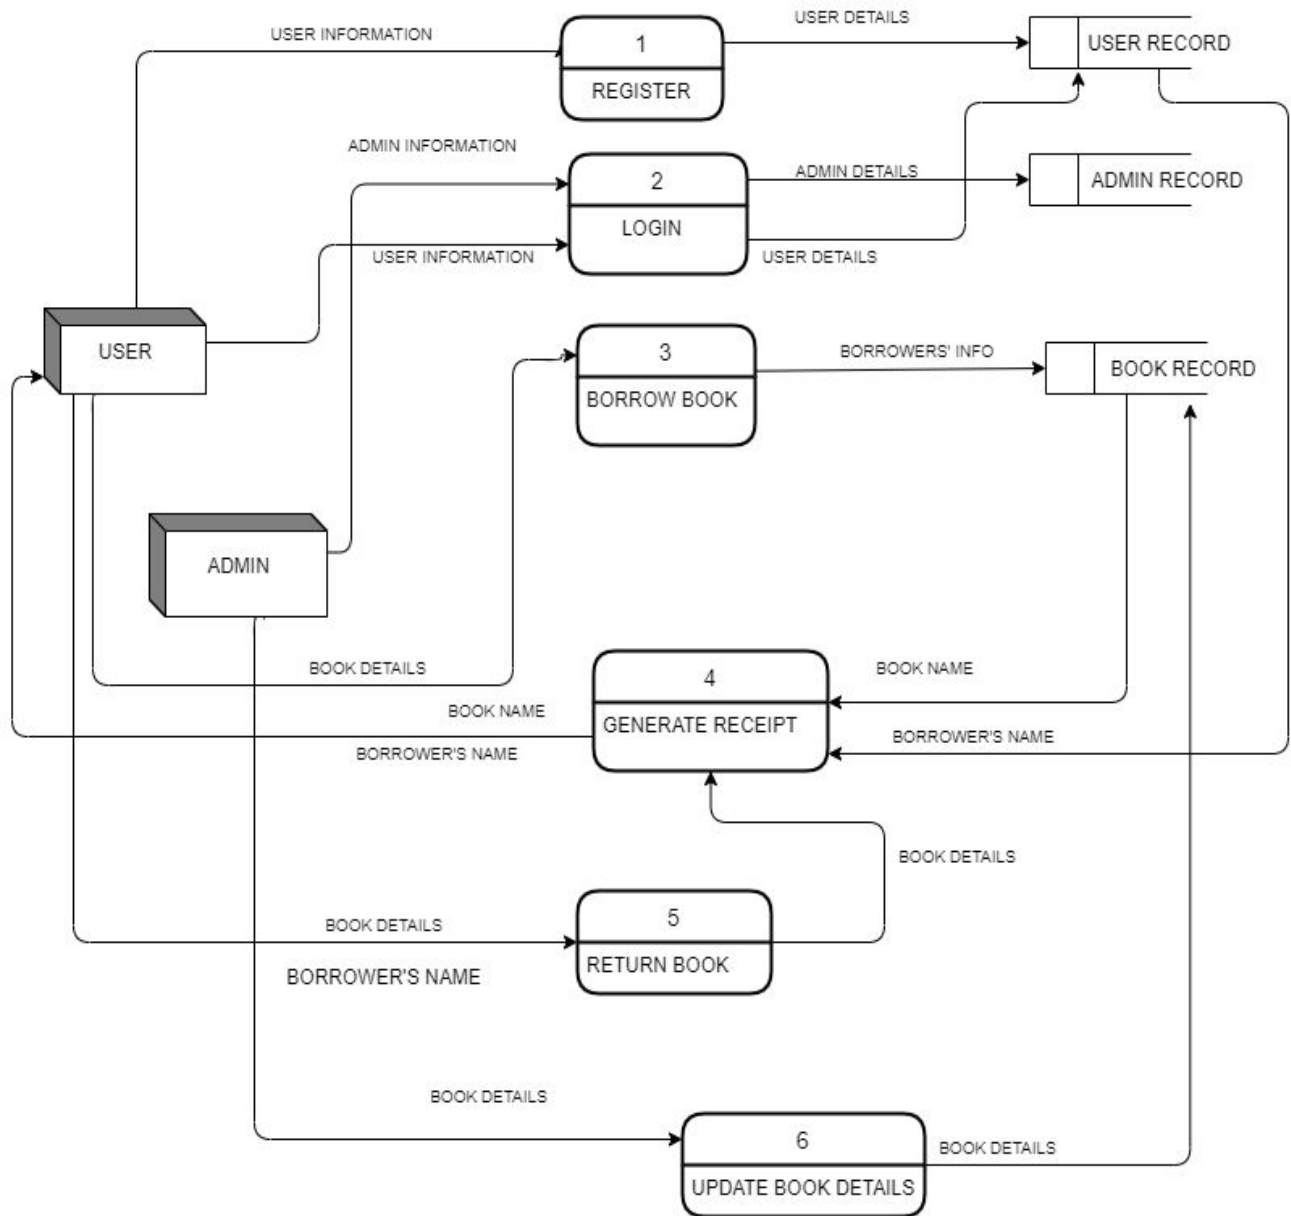 USER DETAILS
USER INFORMATION
1
REGISTER
USER RECORD
ADMIN INFORMATION
2
LOGIN
ADMIN DETAILS
ADMIN RECORD
USER INFORMATION
USER DETAILS
USER
3
BORROW BOOK
BORROWERS' INFO
BOOK RECORD
ADMIN
BOOK DETAILS
4
GENERATE RECEIPT
BOOK NAME
BOOK NAME
BORROWER'S NAME
BORROWER'S NAME
BOOK DETAILS
BOOK DETAILS
BORROWER'S NAME
5
RETURN BOOK
BOOK DETAILS
6
UPDATE BOOK DETAILS
BOOK DETAILS